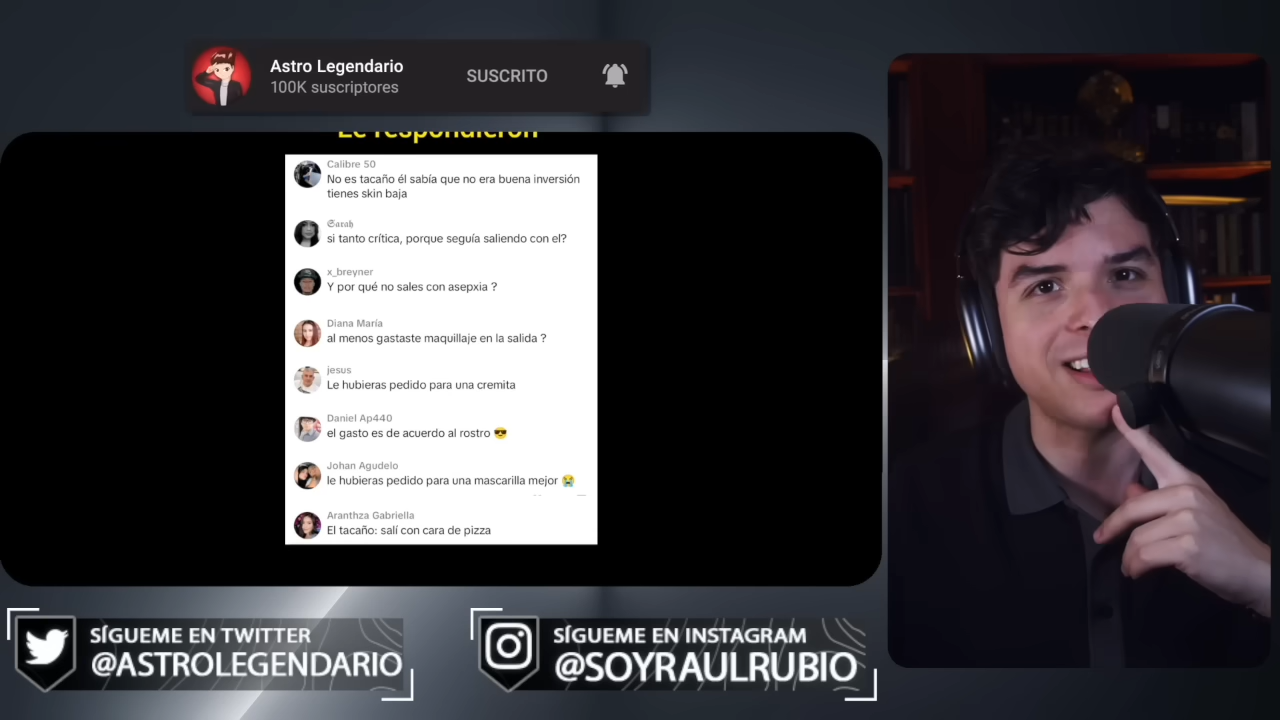 Astro Legendario
100K suscriptores
SUSCRITO
Le respondieron
Calibre 50
No es tacaño él sabía que no era buena inversión
tienes skin baja
𝔖𝔞𝔯𝔞𝔥
si tanto crítica, porque seguía saliendo con el?
x_breyner
Y por qué no sales con asepxia ?
Diana María
al menos gastaste maquillaje en la salida ?
jesus
Le hubieras pedido para una cremita
Daniel Ap440
el gasto es de acuerdo al rostro 😎
Johan Agudelo
le hubieras pedido para una mascarilla mejor 😭
Aranthza Gabriella
El tacaño: salí con cara de pizza
SÍGUEME EN TWITTER
@ASTROLEGENDARIO
SÍGUEME EN INSTAGRAM
@SOYRAULRUBIO